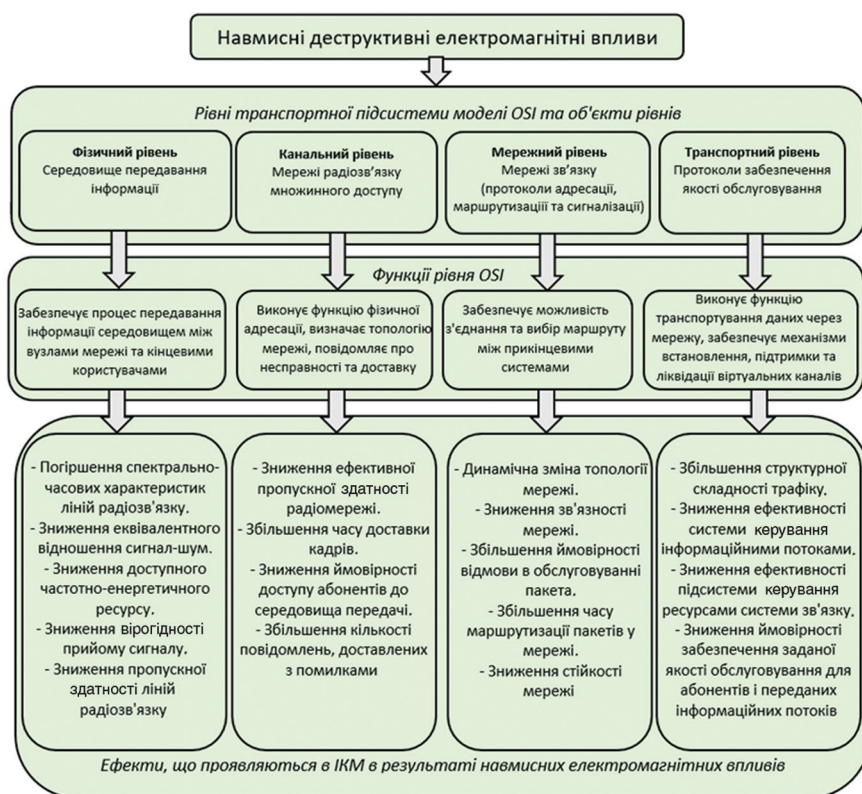 Навмисні деструктивні електромагнітні впливи
Рівні транспортної підсистеми моделі OSI та об'єкти рівнів
Фізичний рівень
Середовище передавання
інформації
Канальний рівень
Мережі радіозв'язку
множинного доступу
Мережний рівень
Мережі зв'язку
(протоколи адресації,
маршрутизаціії та сигналізації)
Транспортний рівень
Протоколи забезпечення
якості обслуговування
Функції рівня OSI
Забезпечує процес передавання
інформації середовищем між
вузлами мережі та кінцевими
користувачами
Виконує функцію фізичної
адресації, визначає топологію
мережі, повідомляє про
несправності та доставку
Забезпечує можливість
з'єднання та вибір маршруту
між прикінцевими
системами
Виконує функцію
транспортування даних через
мережу, забезпечує механізми
встановлення, підтримки та
ліквідації віртуальних каналів
- Погіршення спектрально-
часових характеристик
ліній радіозв'язку.
- Зниження еквівалентного
відношення сигнал-шум.
- Зниження доступного
частотно-енергетичного
ресурсу.
- Зниження вірогідності
прийому сигналу.
- Зниження пропускної
здатності ліній
радіозв'язку
- Зниження ефективної
пропускної здатності
радіомережі.
- Збільшення часу доставки
кадрів.
- Зниження ймовірності
доступу абонентів до
середовища передачі.
- Збільшення кількості
повідомлень, доставлених
з помилками
- Динамічна зміна топології
мережі.
- Зниження зв'язності
мережі.
- Збільшення ймовірності
відмови в обслуговуванні
пакета.
- Збільшення часу
маршрутизації пакетів у
мережі.
- Зниження стійкості
мережі
- Збільшення структурної
складності трафіку.
- Зниження ефективності
системи керування
інформаційними потоками.
- Зниження ефективності
підсистеми керування
ресурсами системи зв'язку.
- Зниження ймовірності
забезпечення заданої
якості обслуговування для
абонентів і переданих
інформаційних потоків
Ефекти, що проявляються в ІКМ в результаті навмисних електромагнітних впливів